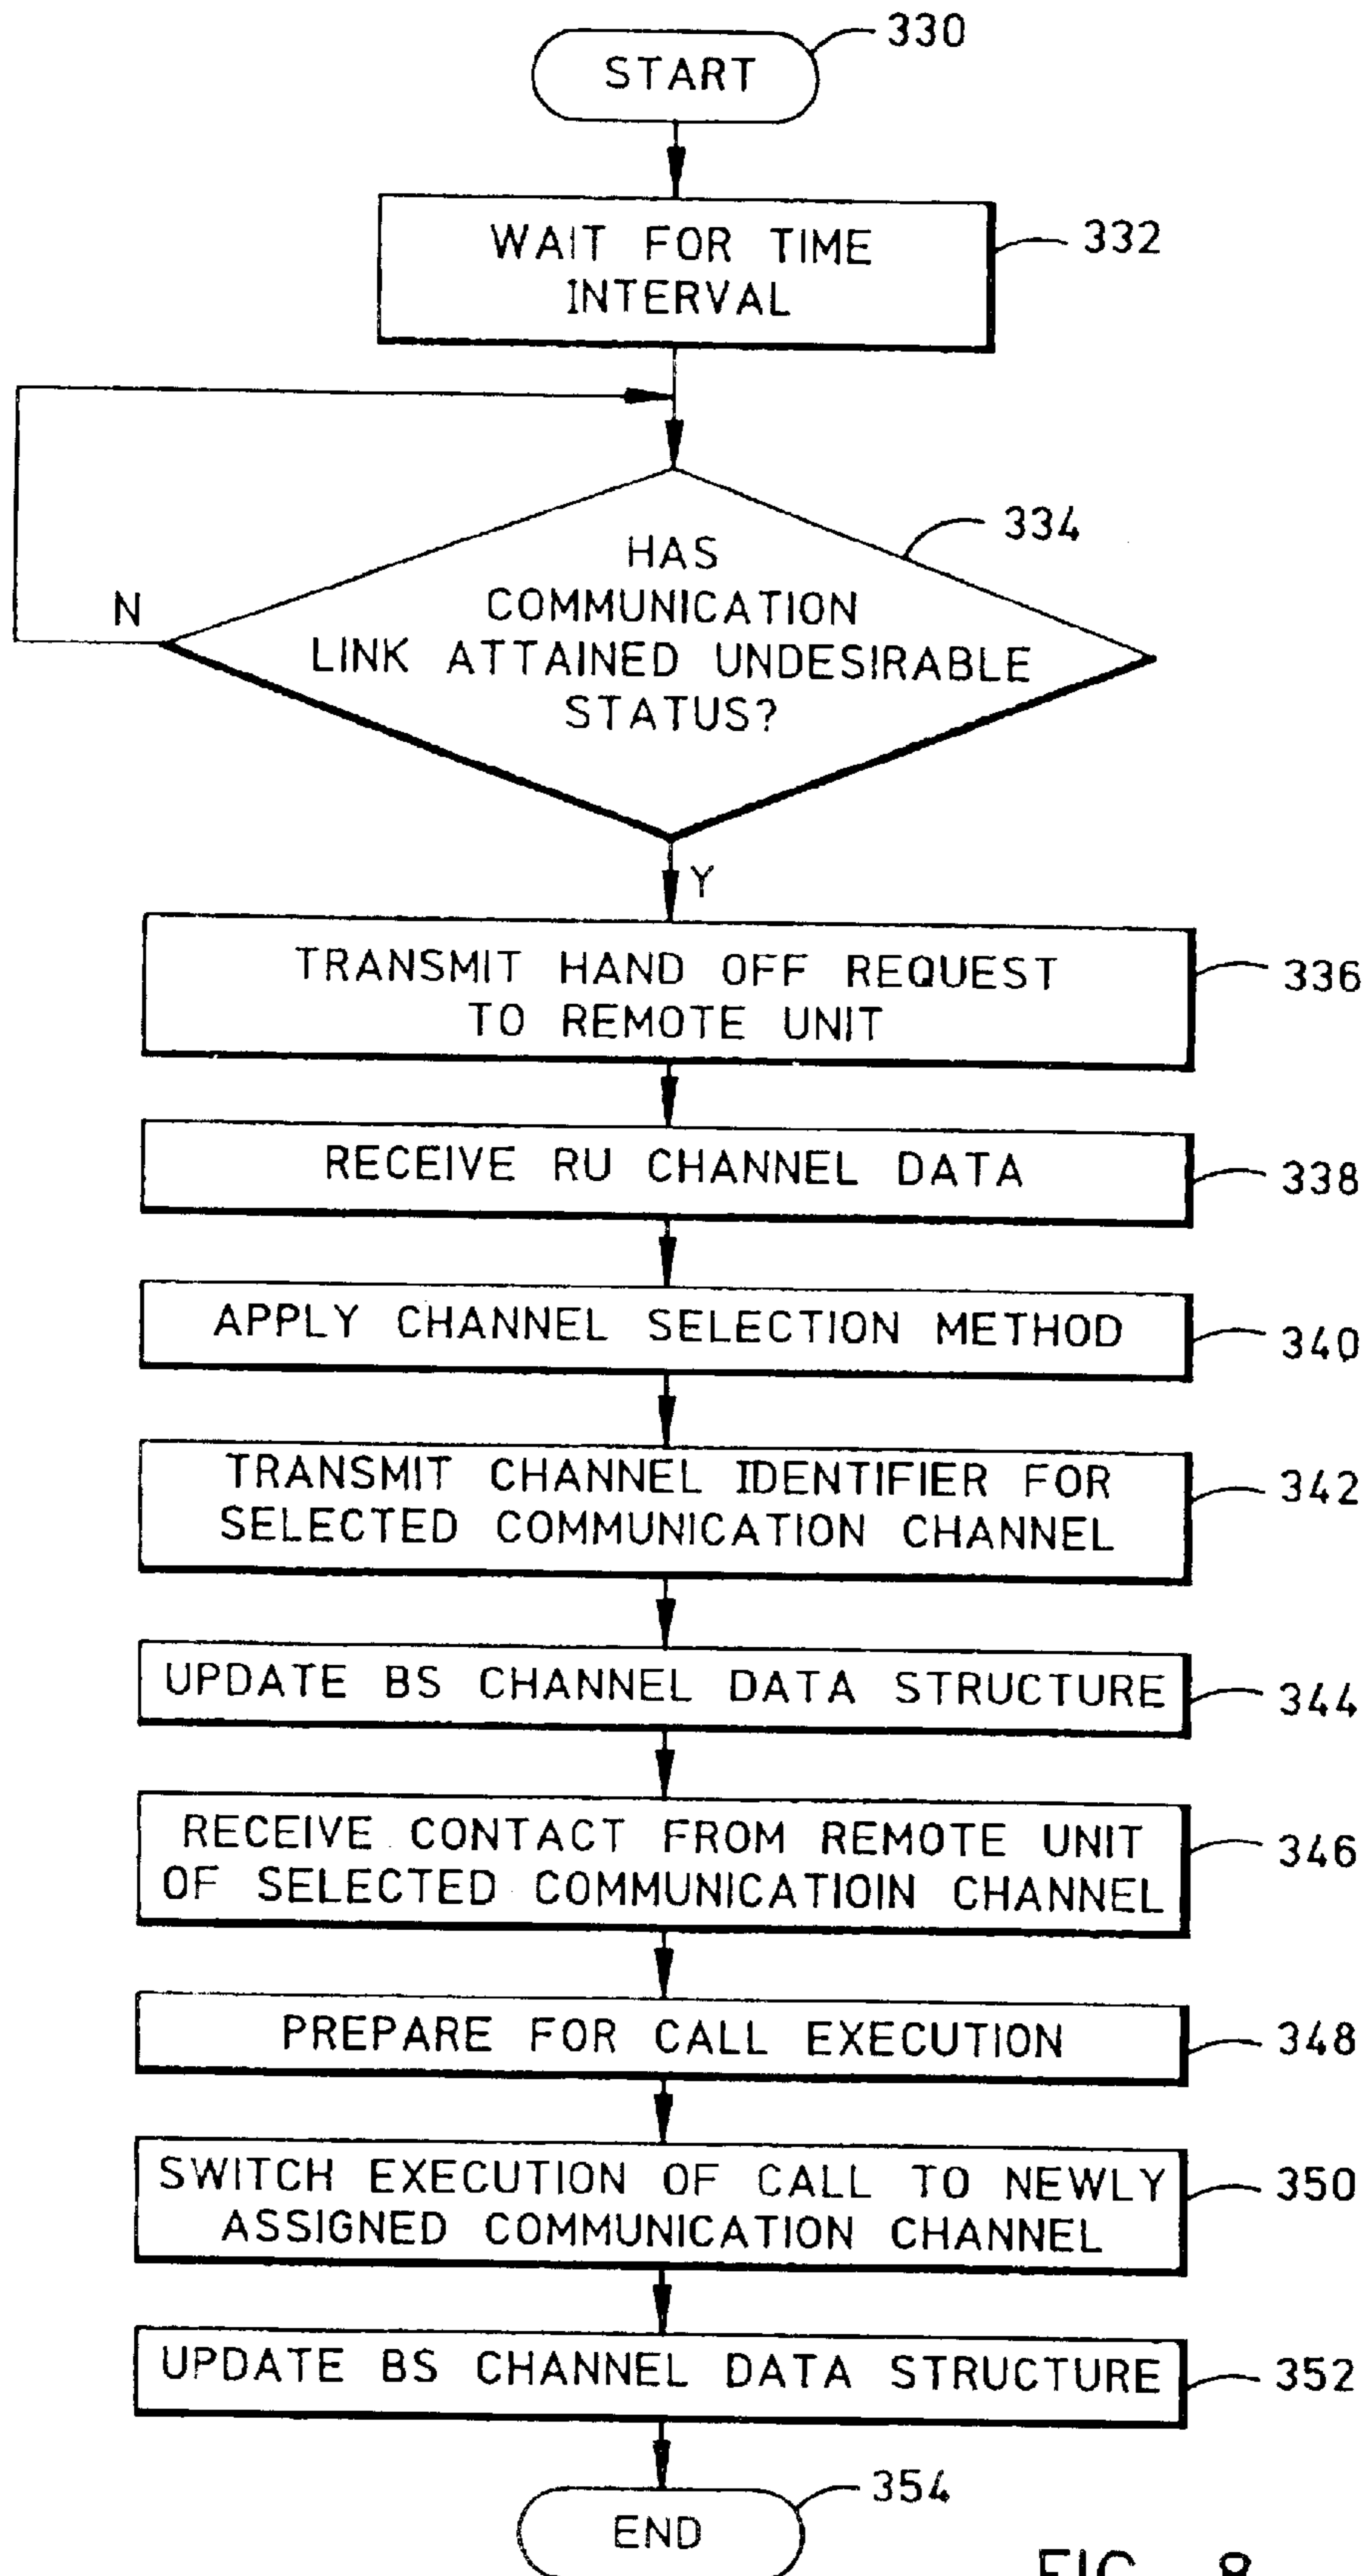 330
START
WAIT FOR TIME
INTERVAL
332
334
HAS
COMMUNICATION
LINK ATTAINED UNDESIRABLE
STATUS?
N
Y
TRANSMIT HAND OFF REQUEST
TO REMOTE UNIT
336
RECEIVE RU CHANNEL DATA
338
APPLY CHANNEL SELECTION METHOD
340
TRANSMIT CHANNEL IDENTIFIER FOR
SELECTED COMMUNICATION CHANNEL
342
UPDATE BS CHANNEL DATA STRUCTURE
344
RECEIVE CONTACT FROM REMOTE UNIT
OF SELECTED COMMUNICATIOIN CHANNEL
346
PREPARE FOR CALL EXECUTION
348
SWITCH EXECUTION OF CALL TO NEWLY
ASSIGNED COMMUNICATION CHANNEL
350
UPDATE BS CHANNEL DATA STRUCTURE
352
354
END
FIG. 8